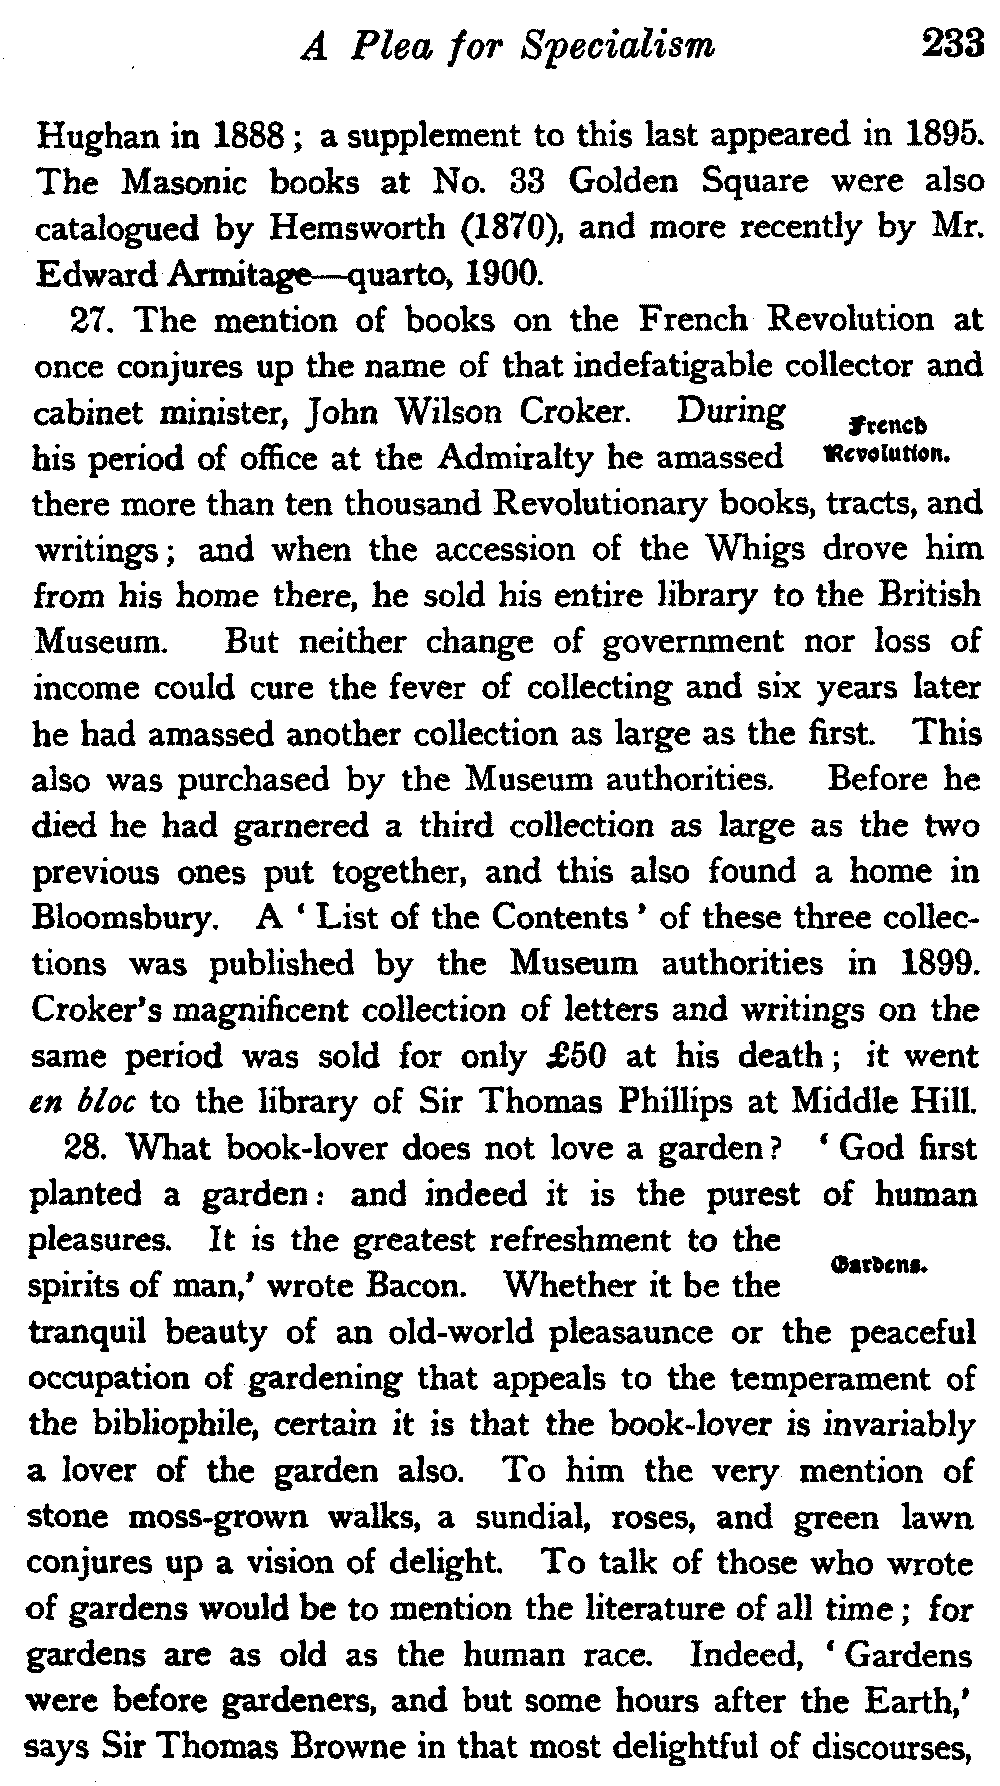 A Plea for Specialism 233
Hughan in 1888 ; a supplement to this last appeared in 1895.
The Masonic books at No. 33 Golden Square were also
catalogued by Hemsworth (1870), and more recently by Mr.
Edward Armitage—quarto, 1900.
27. The mention of books on the French Revolution at
once conjures up the name of that indefatigable collector and
cabinet minister, John Wilson Croker. During
his period of office at the Admiralty he amassed
French
Revolution.
there more than ten thousand Revolutionary books, tracts, and
writings ; and when the accession of the Whigs drove him
from his home there, he sold his entire library to the British
Museum. But neither change of government nor loss of
income could cure the fever of collecting and six years later
he had amassed another collection as large as the first. This
also was purchased by the Museum authorities. Before he
died he had garnered a third collection as large as the two
previous ones put together, and this also found a home in
Bloomsbury. A ‘ List of the Contents ’ of these three collec-
tions was published by the Museum authorities in 1899.
Croker’s magnificent collection of letters and writings on the
same period was sold for only £50 at his death ; it went
en bloc to the library of Sir Thomas Phillips at Middle Hill.
28. What book-lover does not love a garden ? ‘ God first
planted a garden : and indeed it is the purest of human
pleasures. It is the greatest refreshment to the
spirits of man,’ wrote Bacon. Whether it be the
Gardens.
tranquil beauty of an old-world pleasaunce or the peaceful
occupation of gardening that appeals to the temperament of
the bibliophile, certain it is that the book-lover is invariably
a lover of the garden also. To him the very mention of
stone moss-grown walks, a sundial, roses, and green lawn
conjures up a vision of delight. To talk of those who wrote
of gardens would be to mention the literature of all time ; for
gardens are as old as the human race. Indeed, ‘ Gardens
were before gardeners, and but some hours after the Earth,’
says Sir Thomas Browne in that most delightful of discourses,